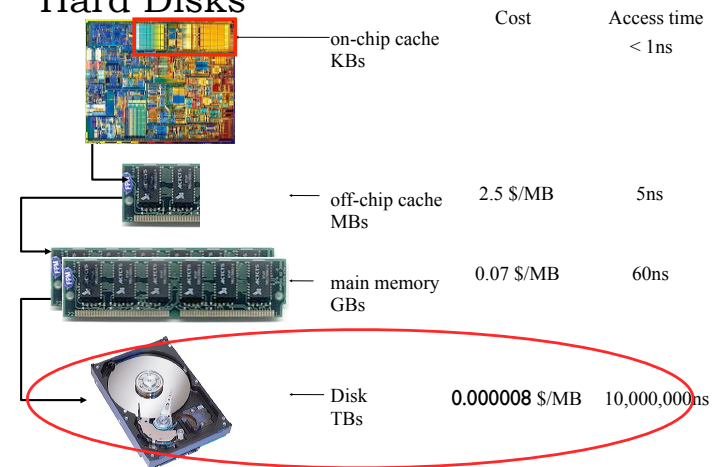 Hard Disks
Cost Access time
on-chip cache < 1ns
KBs
off-chip cache 2.5 $/MB 5ns
MBs
main memory 0.07 $/MB 60ns
GBs
Disk 0.000008 $/MB 10,000,000ns
TBs